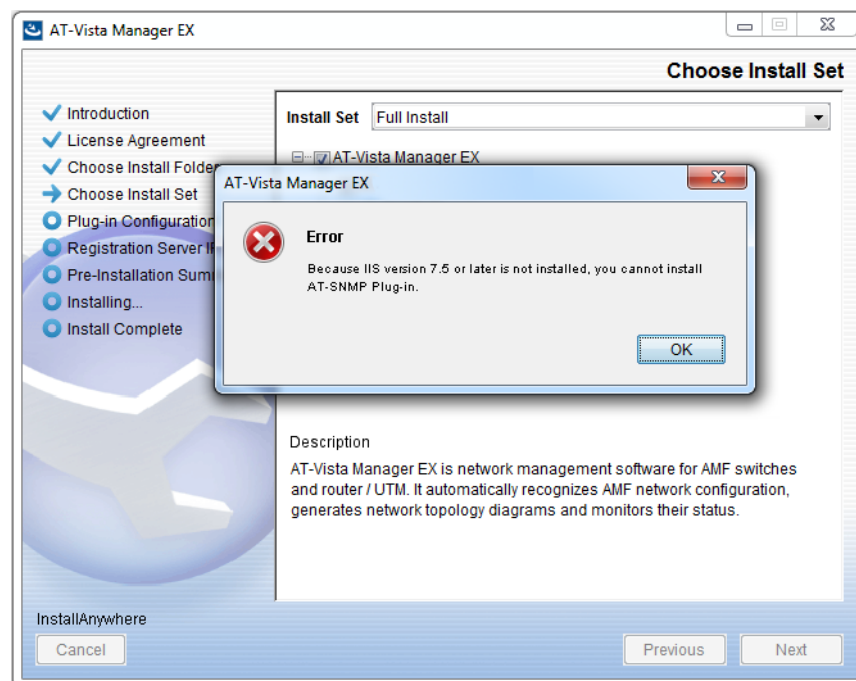 AT-Vista Manager EX
Choose Install Set
Introduction
License Agreement
Choose Install Folder
Choose Install Set
Plug-in Configuration
Registration Server
Pre-Installation
Installing...
Install Complete
Install Set
Full Install
AT-Vista Manager EX
AT-Vista Manager EX
Error
Because IIS version 7.5 or later is not installed, you cannot install
AT-SNMP Plug-in.
OK
Description
AT-Vista Manager EX is network management software for AMF switches
and router / UTM. It automatically recognizes AMF network configuration,
generates network topology diagrams and monitors their status.
InstallAnywhere
Cancel
Previous
Next